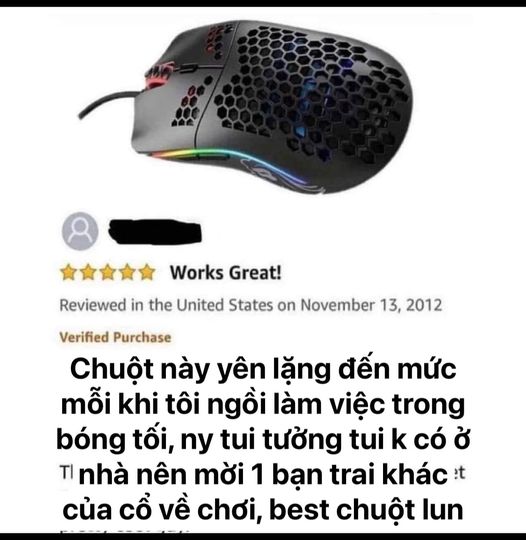 Works Great!
Reviewed in the United States on November 13, 2012
Verified Purchase
Chuột này yên lặng đến mức
mỗi khi tôi ngồi làm việc trong
bóng tối, ny tui tưởng tui k có ở
nhà nên mời 1 bạn trai khác
của cổ về chơi, best chuột lun